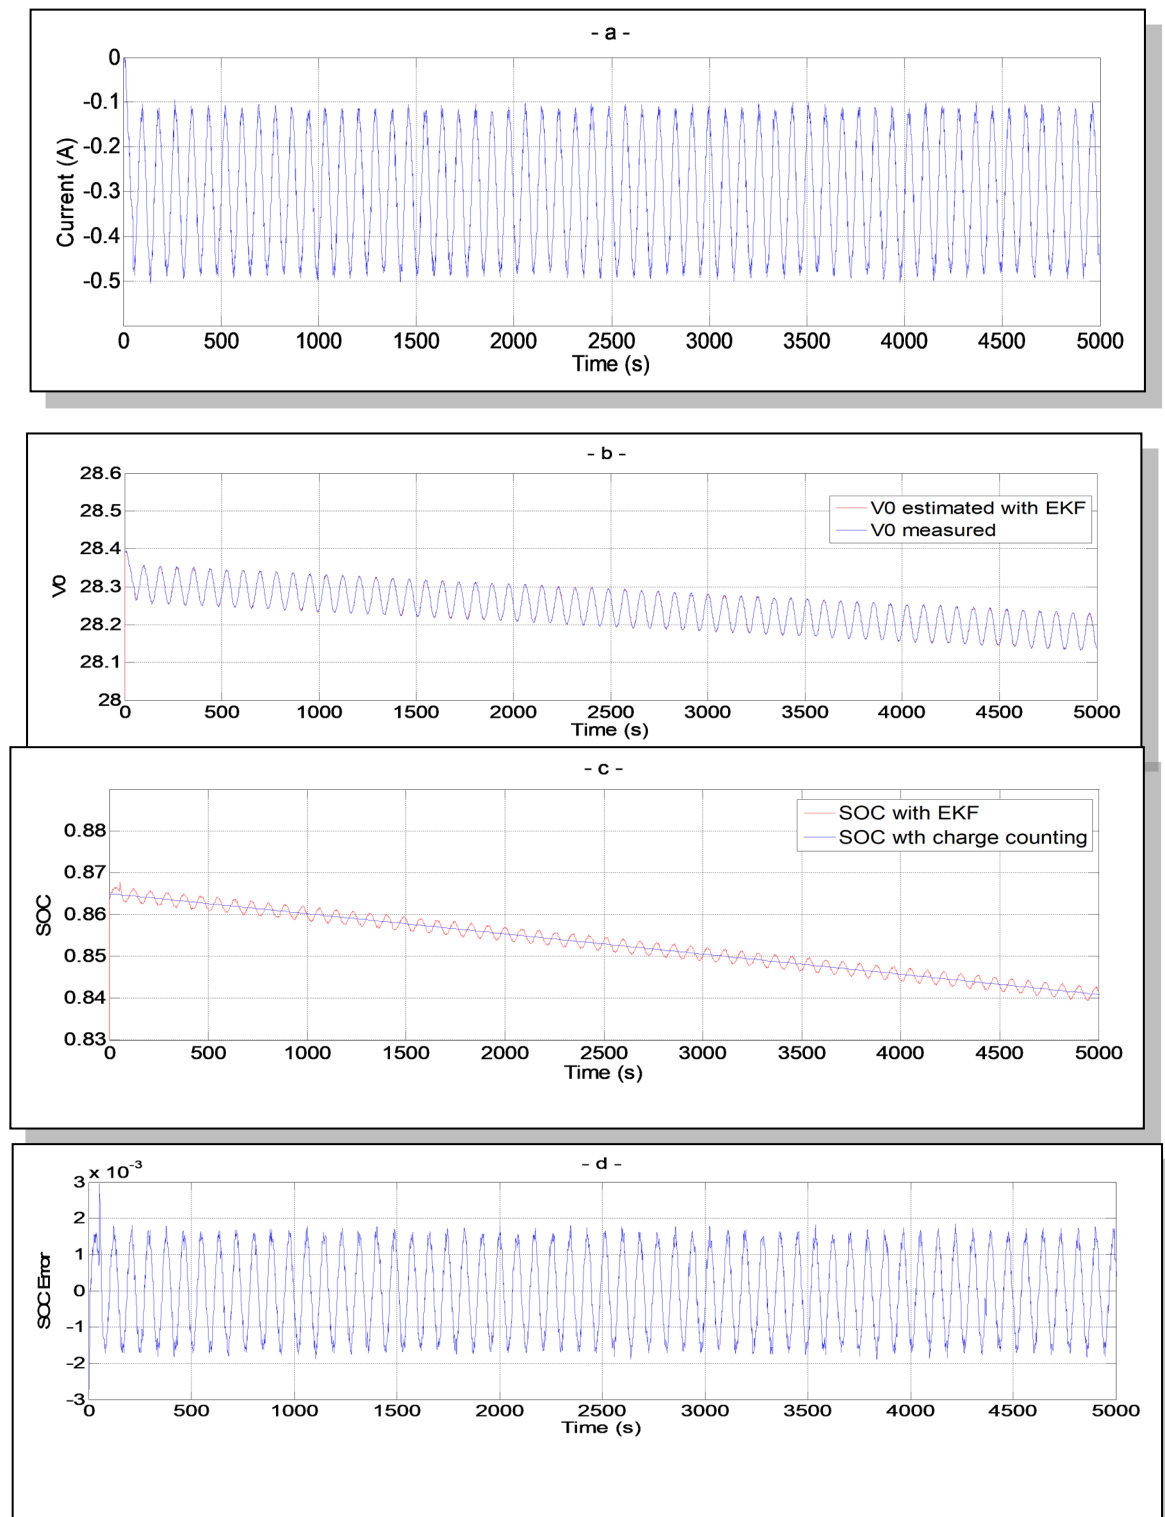 - a -
0
-0.1
-0.2
-0.3
-0.4
-0.5
Current (A)
0 500 1000 1500 2000 2500 3000 3500 4000 4500 5000
Time (s)
- b -
28.6
28.5
28.4
28.3
28.2
28.1
28
V0
V0 estimated with EKF
V0 measured
0 500 1000 1500 2000 2500 3000 3500 4000 4500 5000
Time (s)
- c -
0.88
0.87
0.86
0.85
0.84
0.83
SOC
SOC with EKF
SOC wth charge counting
0 500 1000 1500 2000 2500 3000 3500 4000 4500 5000
Time (s)
- d -
x 10⁻³
3
2
1
0
-1
-2
-3
SOC Error
0 500 1000 1500 2000 2500 3000 3500 4000 4500 5000
Time (s)